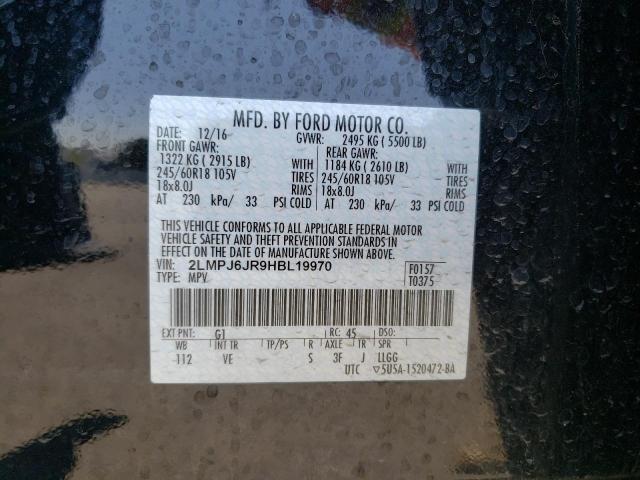 MFD. BY FORD MOTOR CO.
DATE: 12/16 GVWR: 2495 KG ( 5500 LB)
FRONT GAWR: REAR GAWR:
1322 KG ( 2915 LB) WITH 1184 KG ( 2610 LB) WITH
245/60R18 105V TIRES 245/60R18 105V TIRES
18x8.0J RIMS 18x8.0J RIMS
AT 230 kPa/ 33 PSI COLD AT 230 kPa/ 33 PSI COLD
THIS VEHICLE CONFORMS TO ALL APPLICABLE FEDERAL MOTOR
VEHICLE SAFETY AND THEFT PREVENTION STANDARDS IN
EFFECT ON THE DATE OF MANUFACTURE SHOWN ABOVE.
VIN: 2LMPJ6JR9HBL19970 F0157
TYPE: MPV T0375
EXT PNT: G1 RC: 45 DSO:
WB INT TR TP/PS R AXLE TR SPR
112 VE S 3F J LLGG
UTC ▽5U5A-1520472-BA